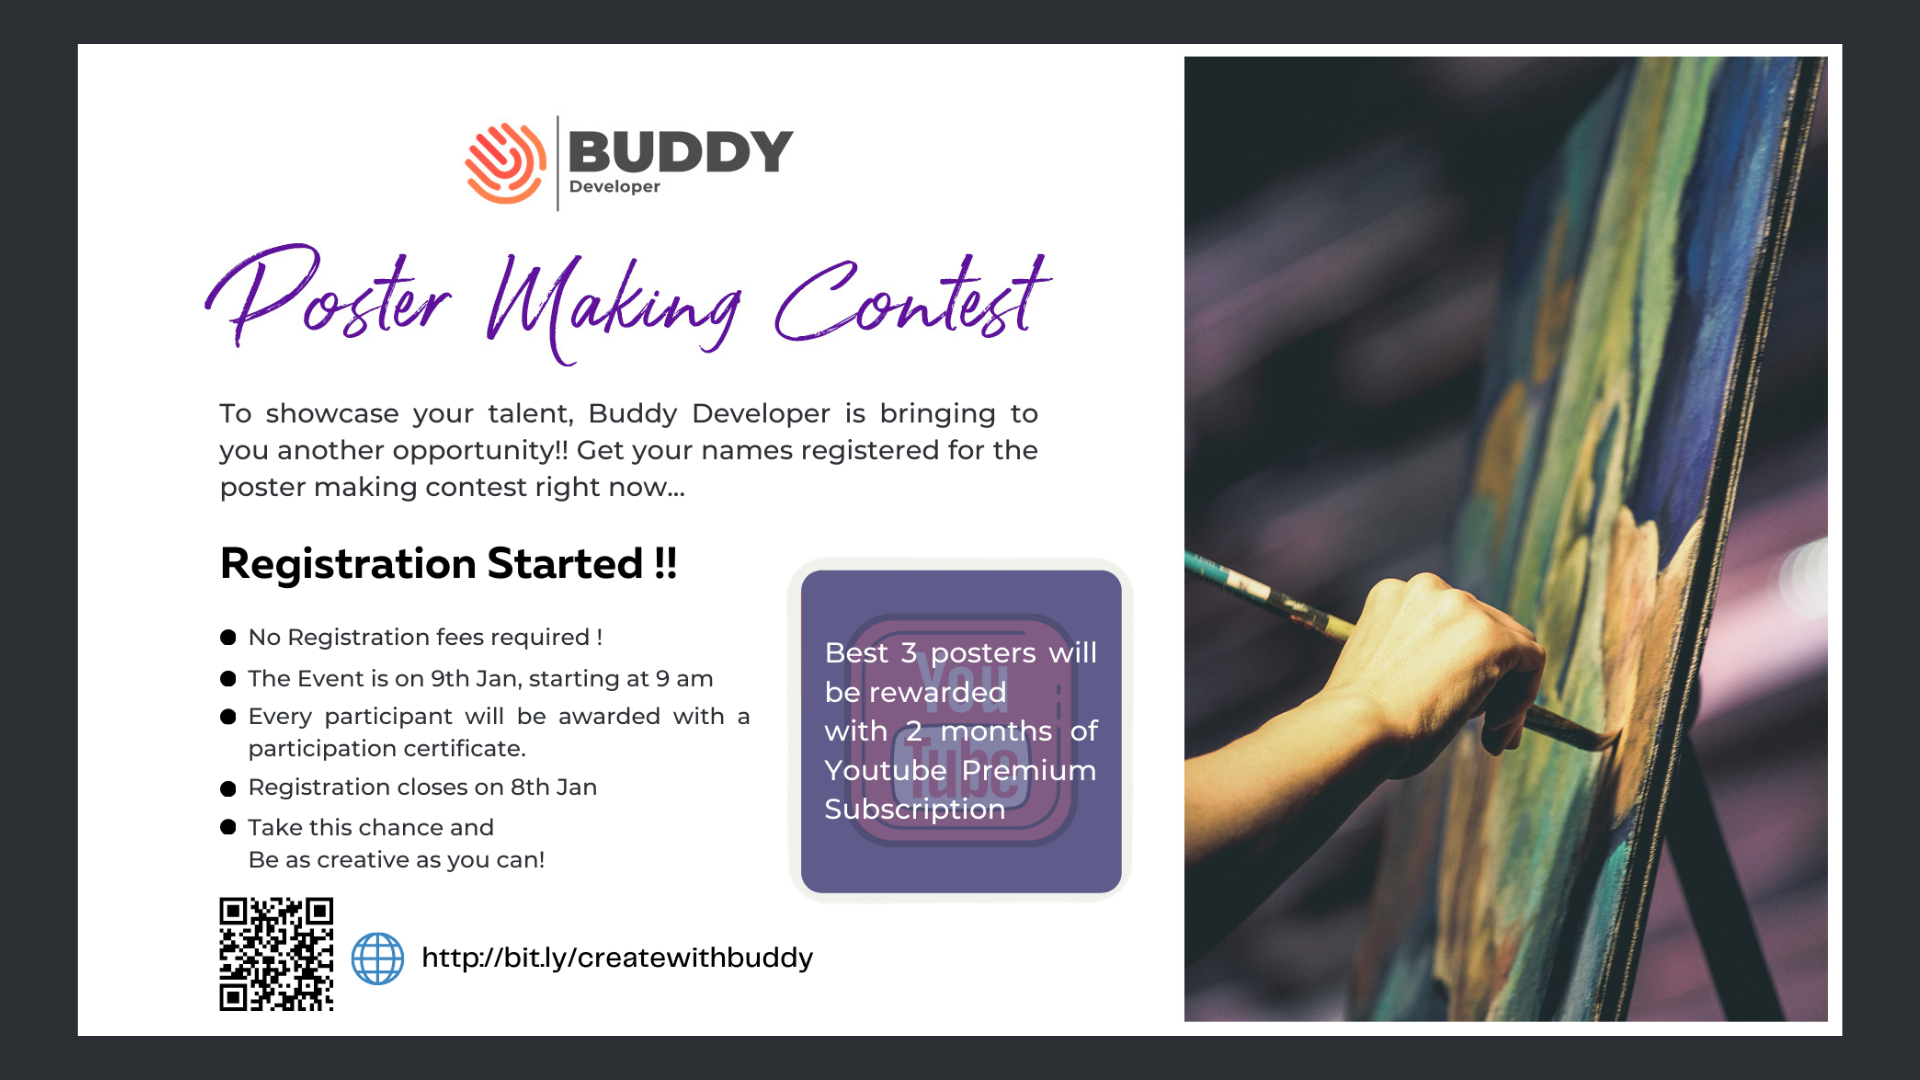 BUDDY
Developer
Poster Making Contest
To showcase your talent, Buddy Developer is bringing to
you another opportunity!! Get your names registered for the
poster making contest right now...
Registration Started !!
No Registration fees required !
The Event is on 9th Jan, starting at 9 am
Every participant will be awarded with a
participation certificate.
Registration closes on 8th Jan
Take this chance and
Be as creative as you can!
You
Tube
Best 3 posters will
be rewarded
with 2 months of
Youtube Premium
Subscription
http://bit.ly/createwithbuddy